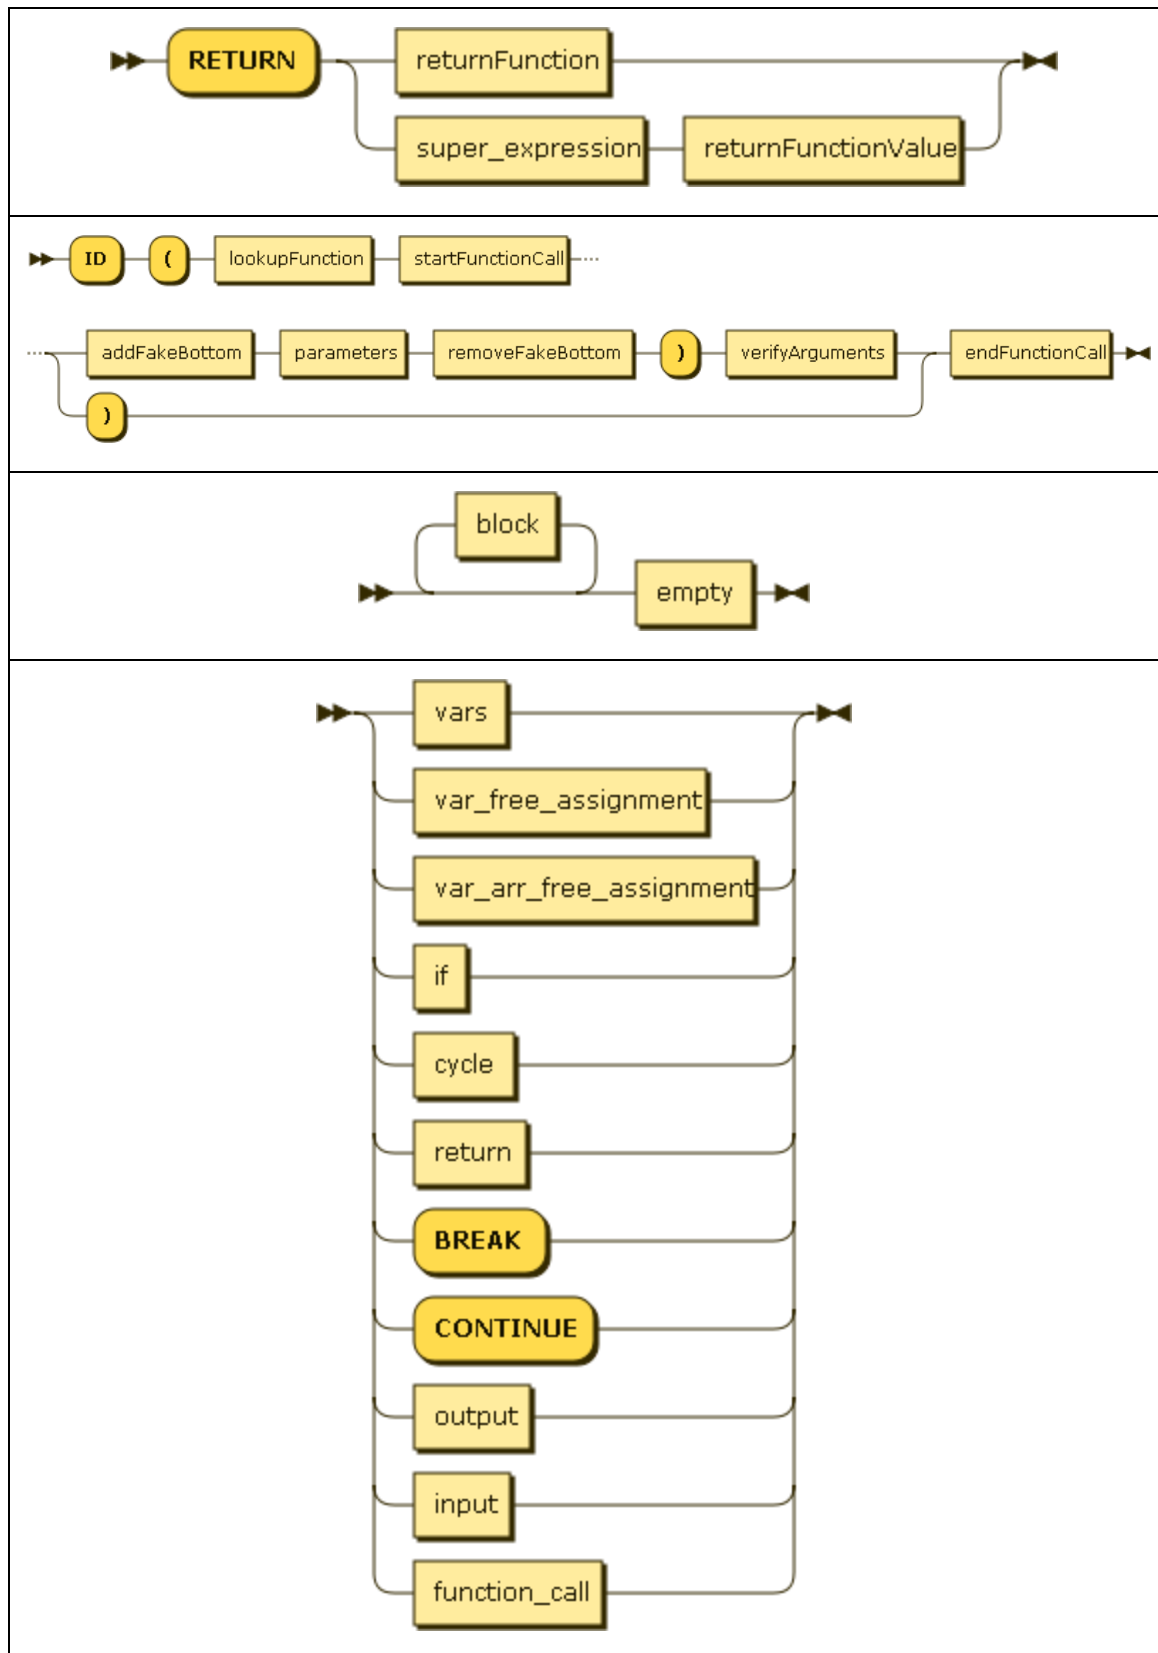 RETURN returnFunction
super_expression returnFunctionValue
ID ( lookupFunction startFunctionCall
addFakeBottom parameters removeFakeBottom ) verifyArguments endFunctionCall
)
block
empty
vars
var_free_assignment
var_arr_free_assignment
if
cycle
return
BREAK
CONTINUE
output
input
function_call